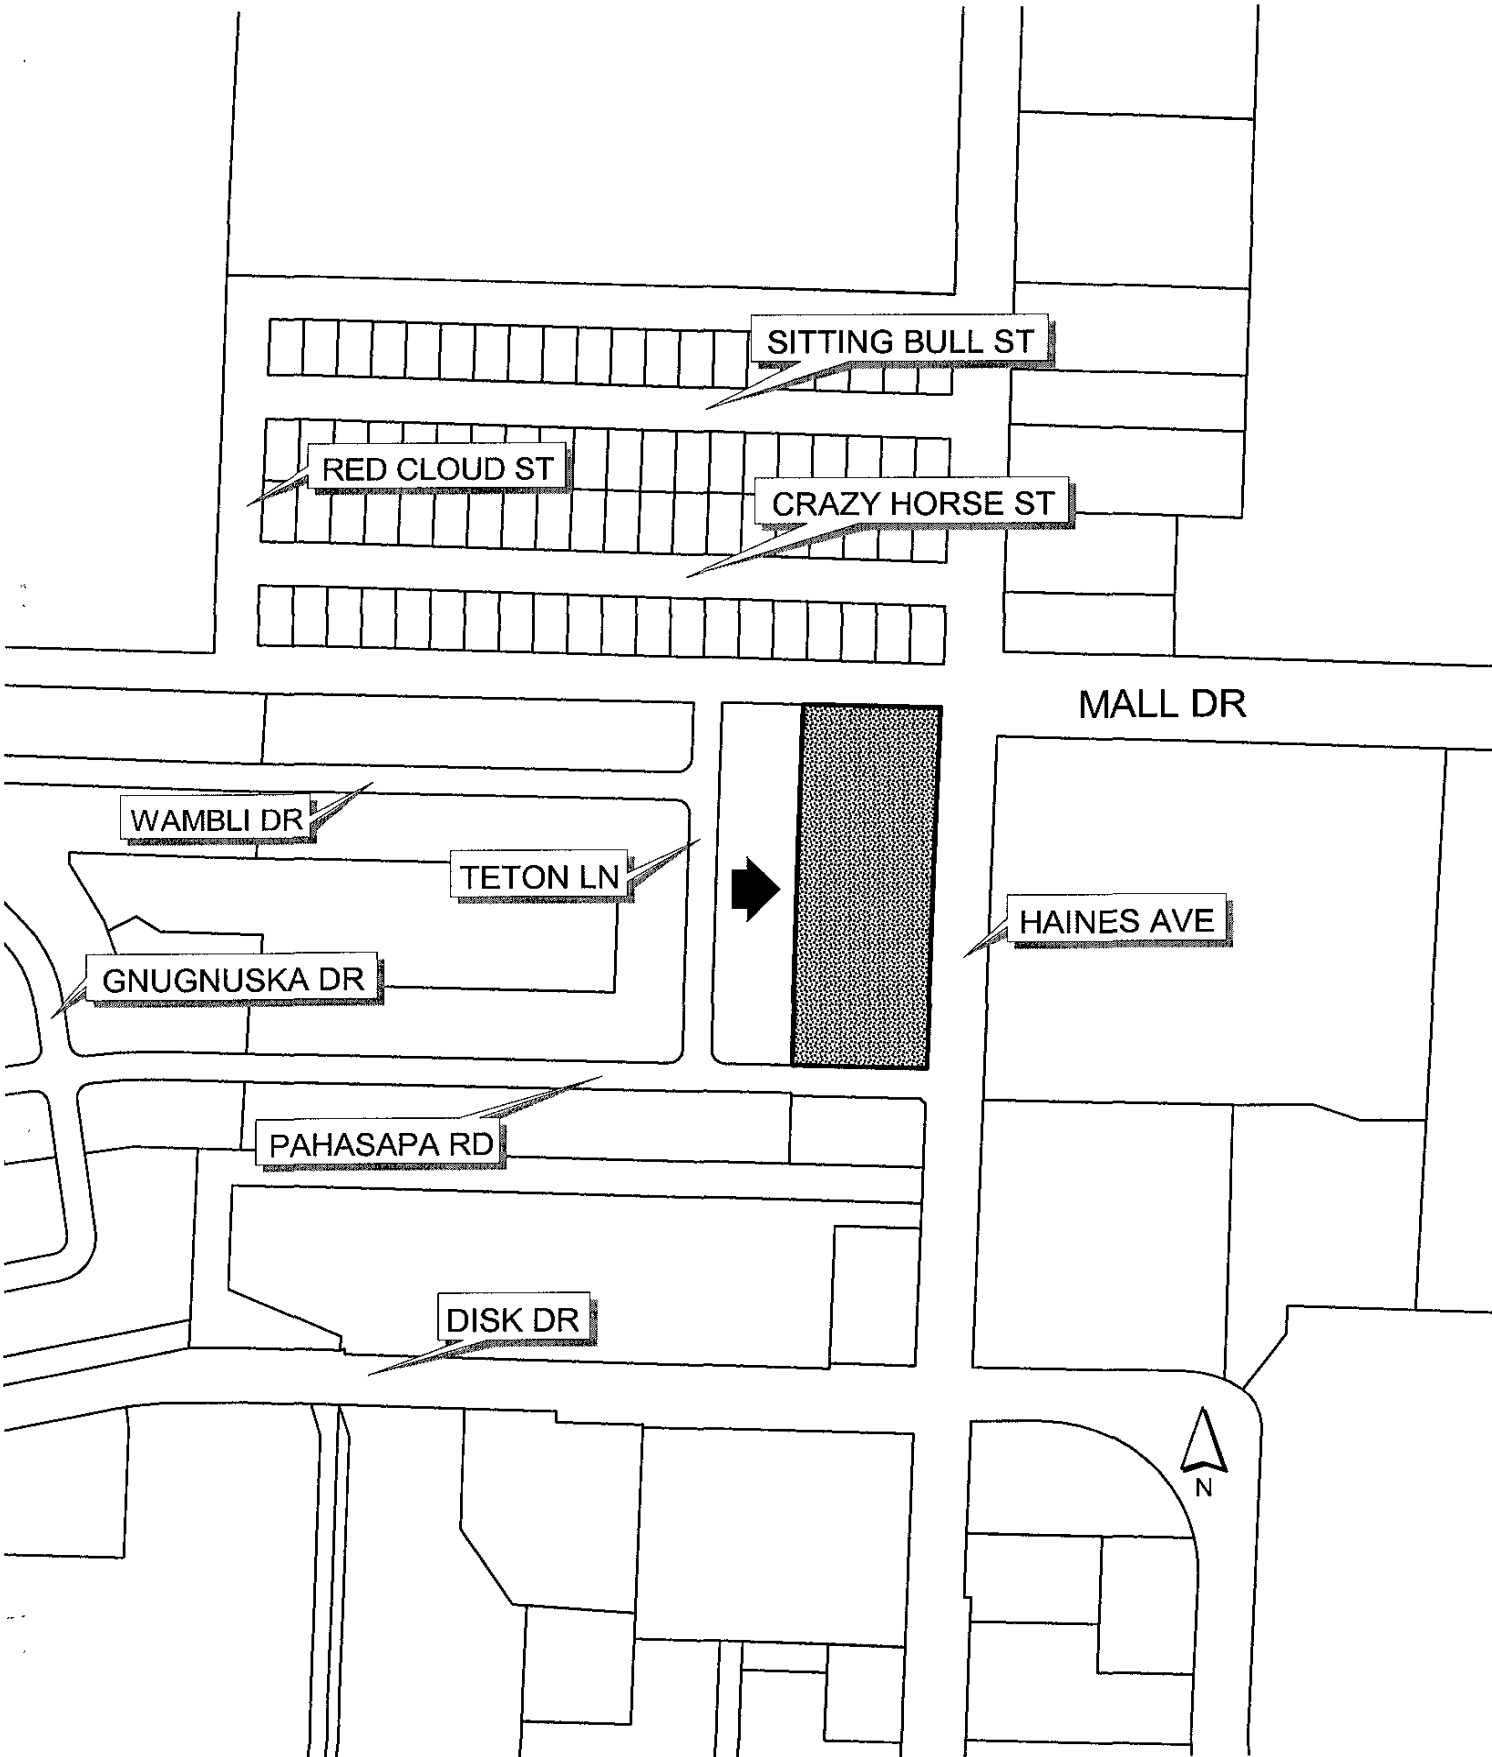 SITTING BULL ST
RED CLOUD ST
CRAZY HORSE ST
MALL DR
WAMBLI DR
TETON LN
HAINES AVE
GNUGNUSKA DR
PAHASAPA RD
DISK DR
N